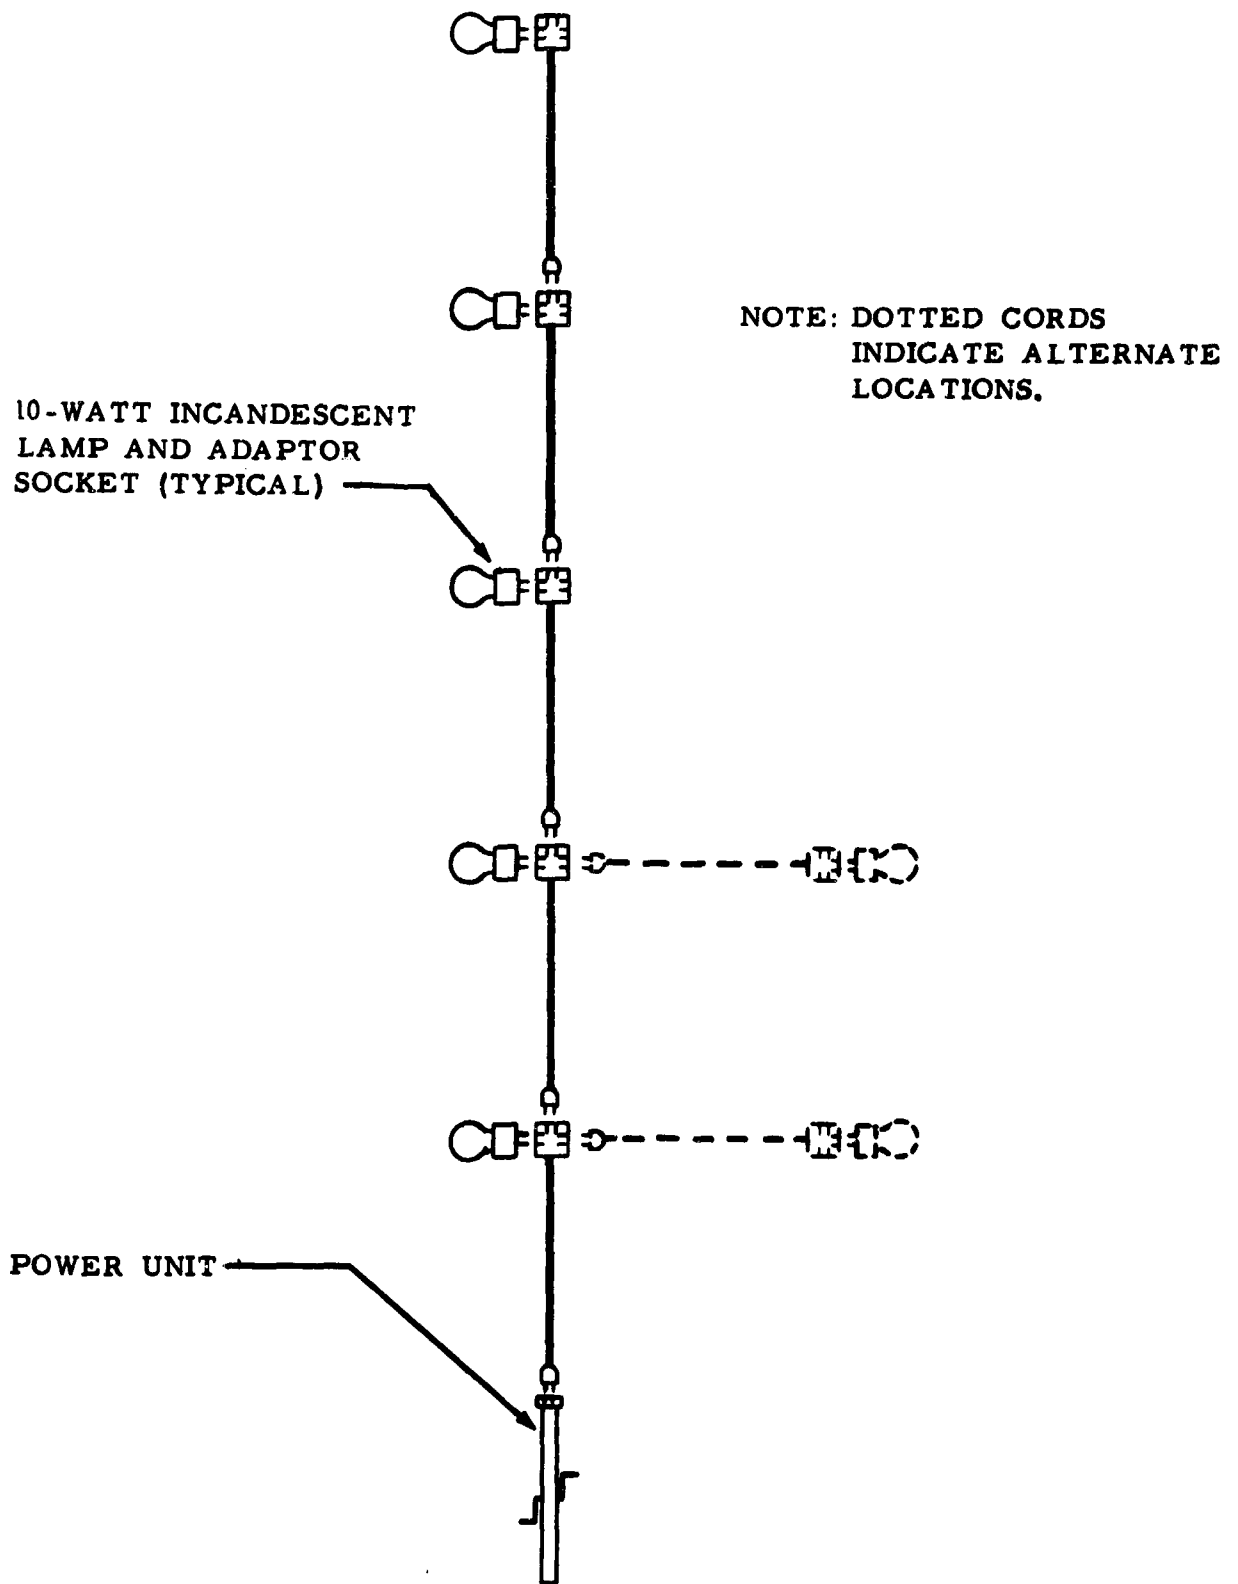 NOTE: DOTTED CORDS
INDICATE ALTERNATE
LOCATIONS.
10-WATT INCANDESCENT
LAMP AND ADAPTOR
SOCKET (TYPICAL)
POWER UNIT